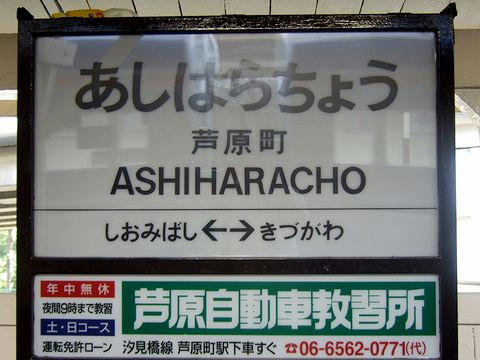 あしはらちょう
芦原町
ASHIHARACHO
しおみばし ←→ きづがわ
年中無休
夜間9時まで教習
土・日コース
運転免許ローン
芦原自動車教習所
汐見橋線 芦原町駅下車すぐ ☎06-6562-0771(代)